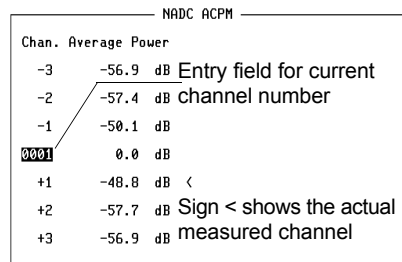 NADC ACPM
Chan. Average Power
-3 -56.9 dB Entry field for current
-2 -57.4 dB channel number
-1 -50.1 dB
0001 0.0 dB
+1 -48.8 dB <
+2 -57.7 dB Sign < shows the actual
+3 -56.9 dB measured channel